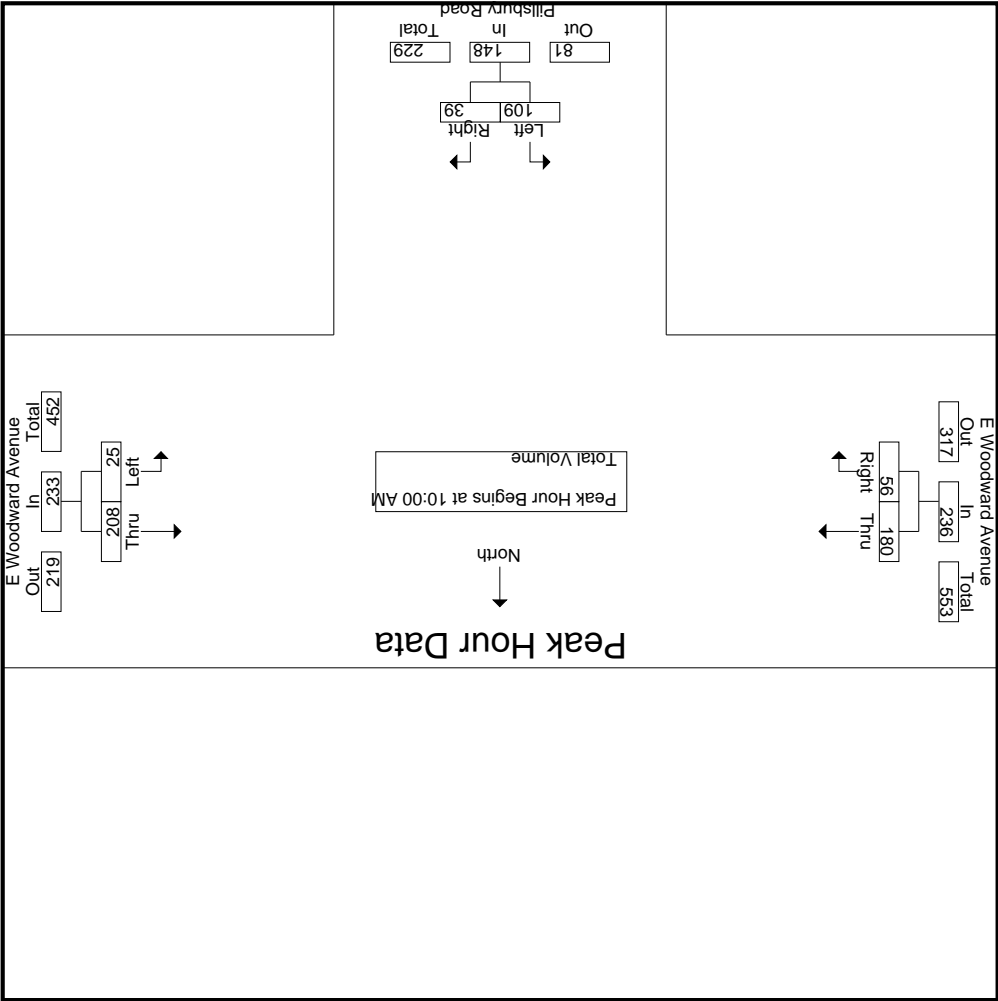 Peak Hour Data
North
Peak Hour Begins at 10:00 AM
Total Volume
E Woodward Avenue
Out In Total
317 236 553
56 180
Right Thru
E Woodward Avenue
Total In Out
452 233 219
25 208
Left Thru
Left Right
109 39
Out In Total
81 148 229
Pillsbury Road